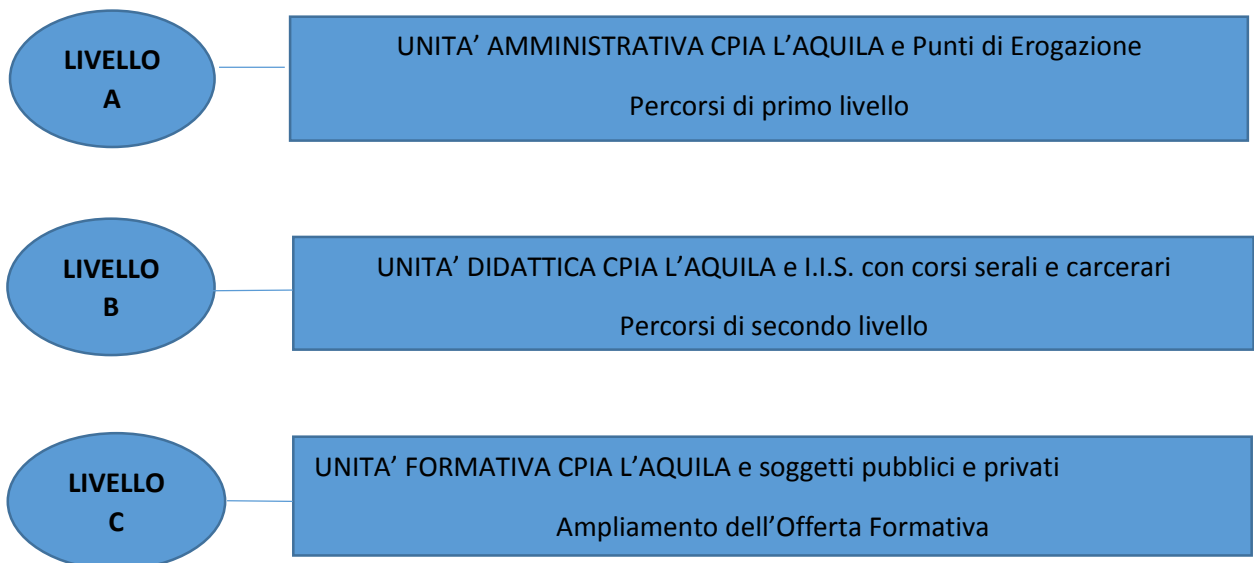 LIVELLO
A
UNITA’ AMMINISTRATIVA CPIA L’AQUILA e Punti di Erogazione
Percorsi di primo livello
LIVELLO
B
UNITA’ DIDATTICA CPIA L’AQUILA e I.I.S. con corsi serali e carcerari
Percorsi di secondo livello
LIVELLO
C
UNITA’ FORMATIVA CPIA L’AQUILA e soggetti pubblici e privati
Ampliamento dell’Offerta Formativa